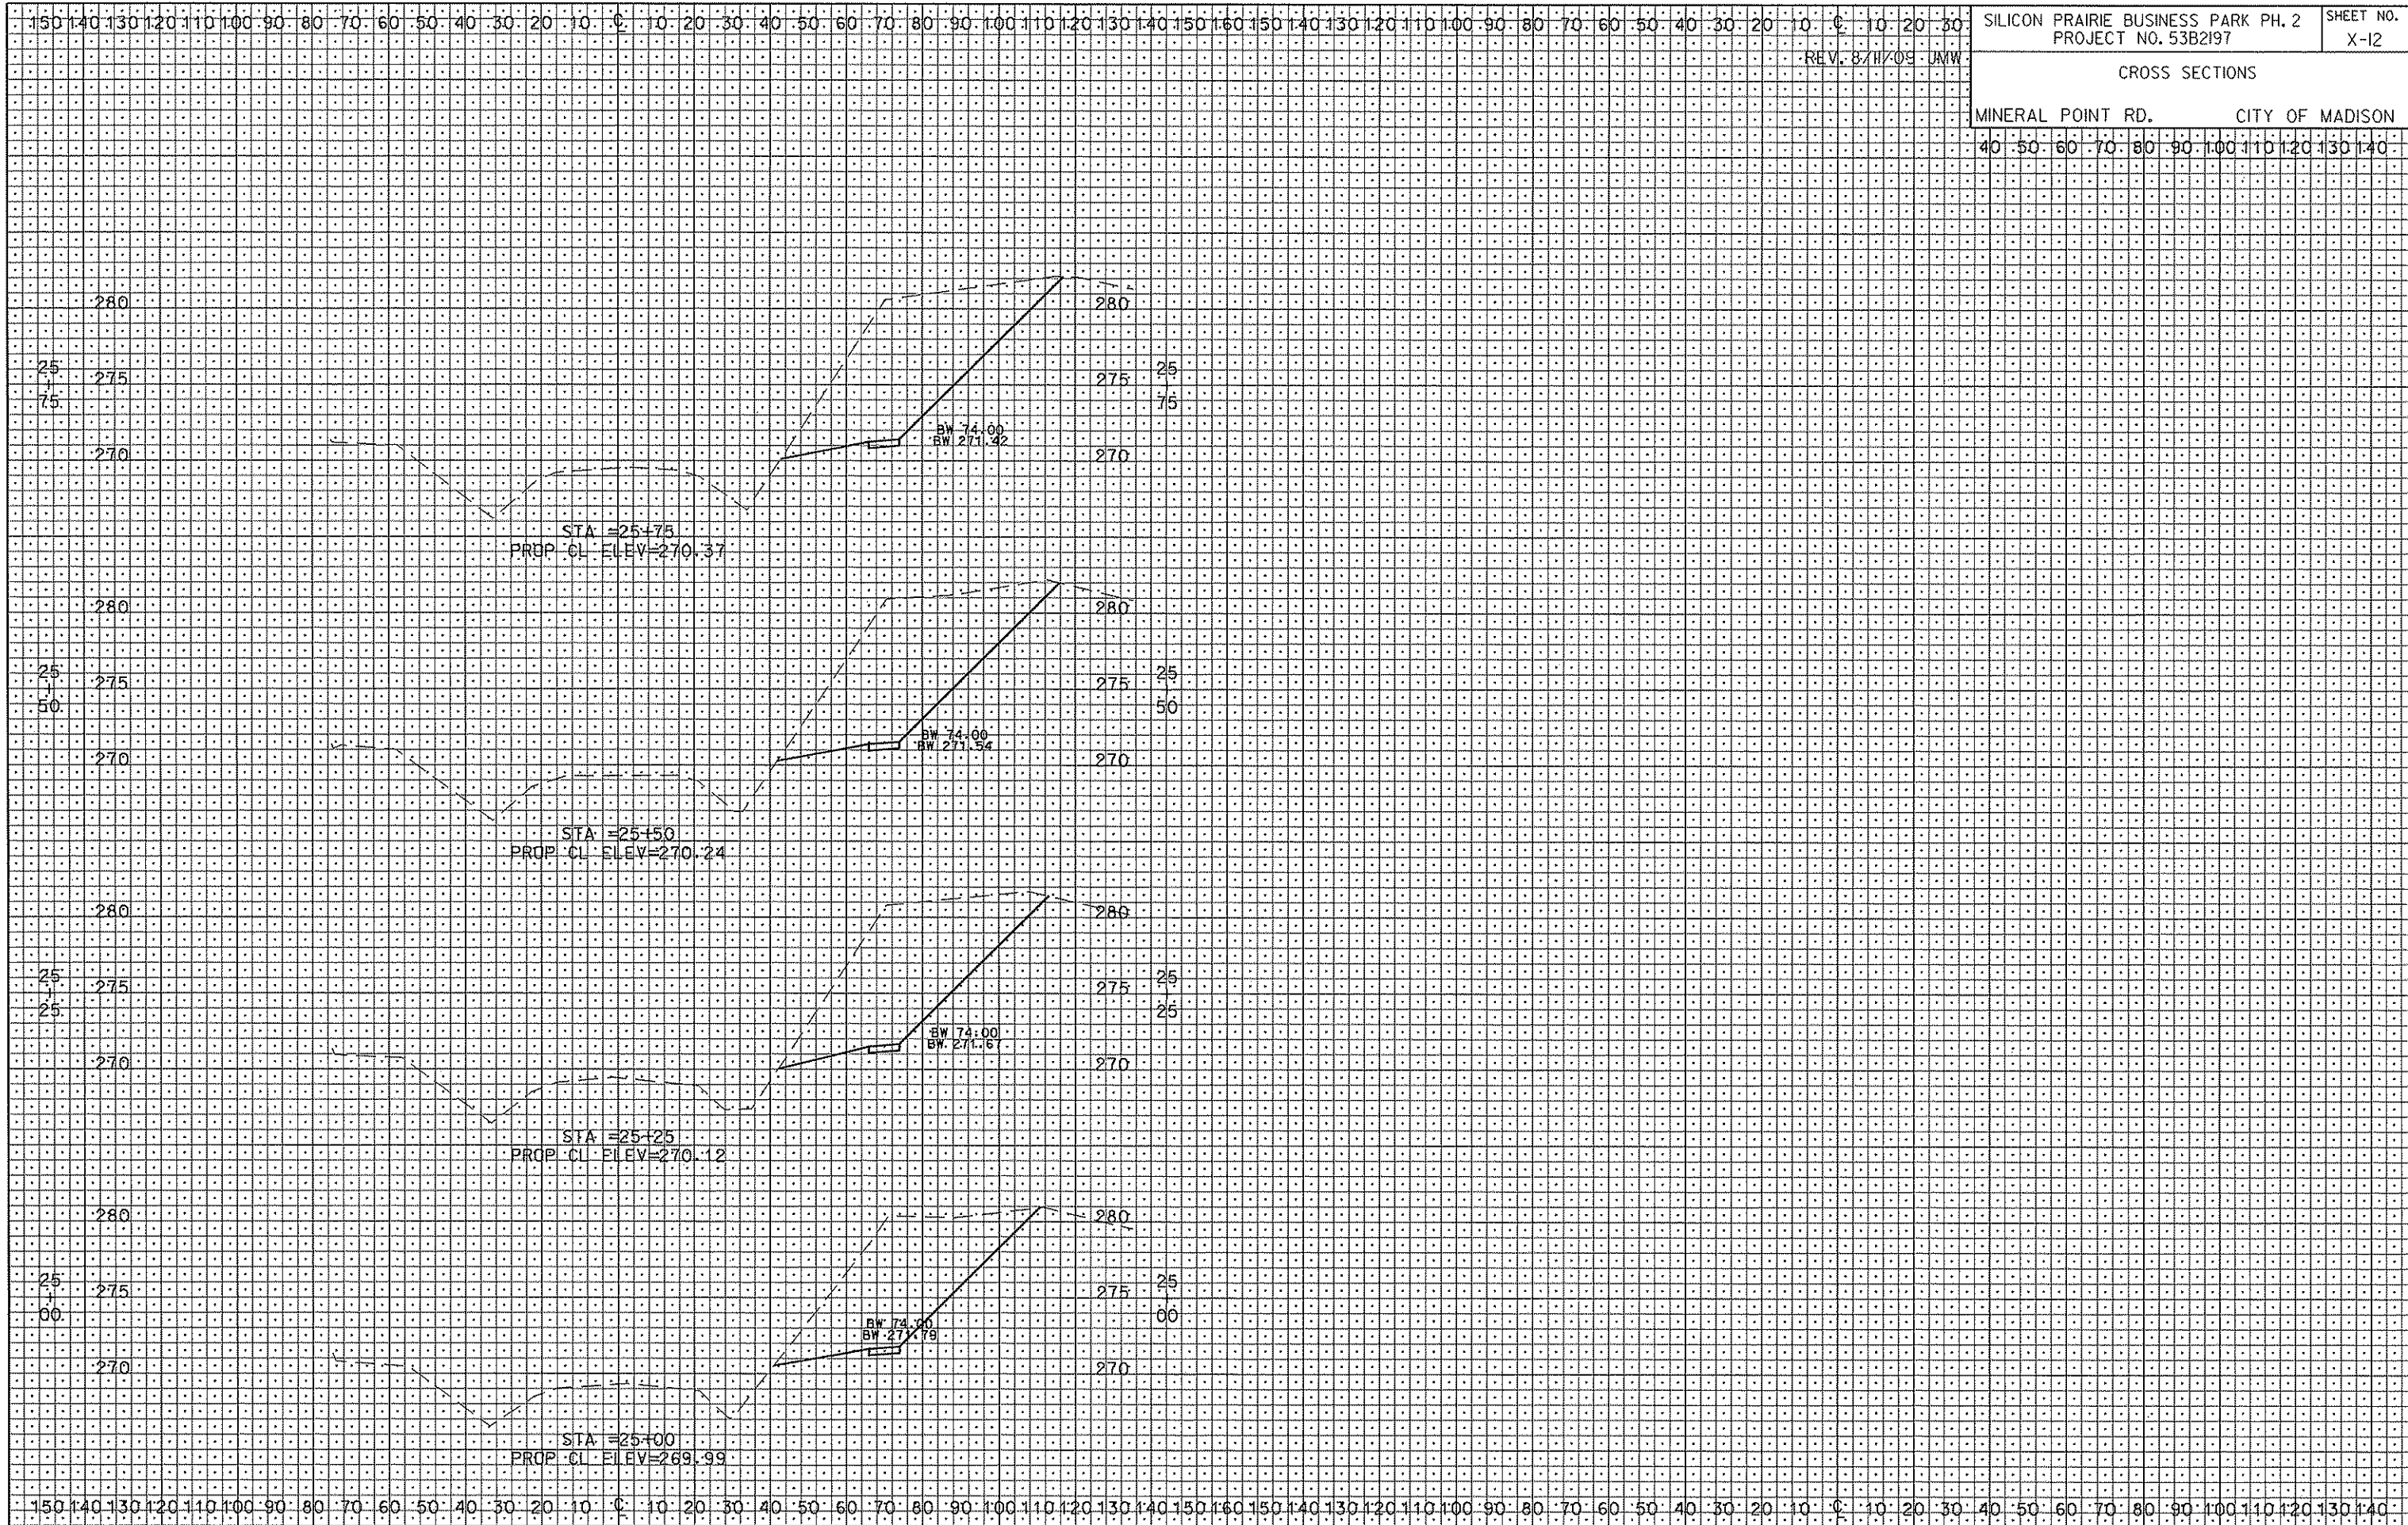 150 140 130 120 110 100 90 80 70 60 50 40 30 20 10 CL 10 20 30 40 50 60 70 80 90 100 110 120 130 140 150 160 160 150 140 130 120 110 100 90 80 70 60 50 40 30 20 10 CL 10 20 30
SILICON PRAIRIE BUSINESS PARK PH. 2
PROJECT NO. 53B2197
SHEET NO.
X-12
REV. 8/11/09 JMW
CROSS SECTIONS
MINERAL POINT RD. CITY OF MADISON
40 50 60 70 80 90 100 110 120 130 140
280 280
25 - 75 275 275 25 - 75
BW 74.00
BW 271.42
270 270
STA =25+75
PROP CL ELEV=270.37
280 280
25 - 50 275 275 25 - 50
BW 74.00
BW 271.54
270 270
STA =25+50
PROP CL ELEV=270.24
280 280
25 - 25 275 275 25 - 25
BW 74.00
BW 271.67
270 270
STA =25+25
PROP CL ELEV=270.12
280 280
25 - 00 275 275 25 - 00
BW 74.00
BW 271.79
270 270
STA =25+00
PROP CL ELEV=269.99
150 140 130 120 110 100 90 80 70 60 50 40 30 20 10 CL 10 20 30 40 50 60 70 80 90 100 110 120 130 140 150 160 160 150 140 130 120 110 100 90 80 70 60 50 40 30 20 10 CL 10 20 30 40 50 60 70 80 90 100 110 120 130 140